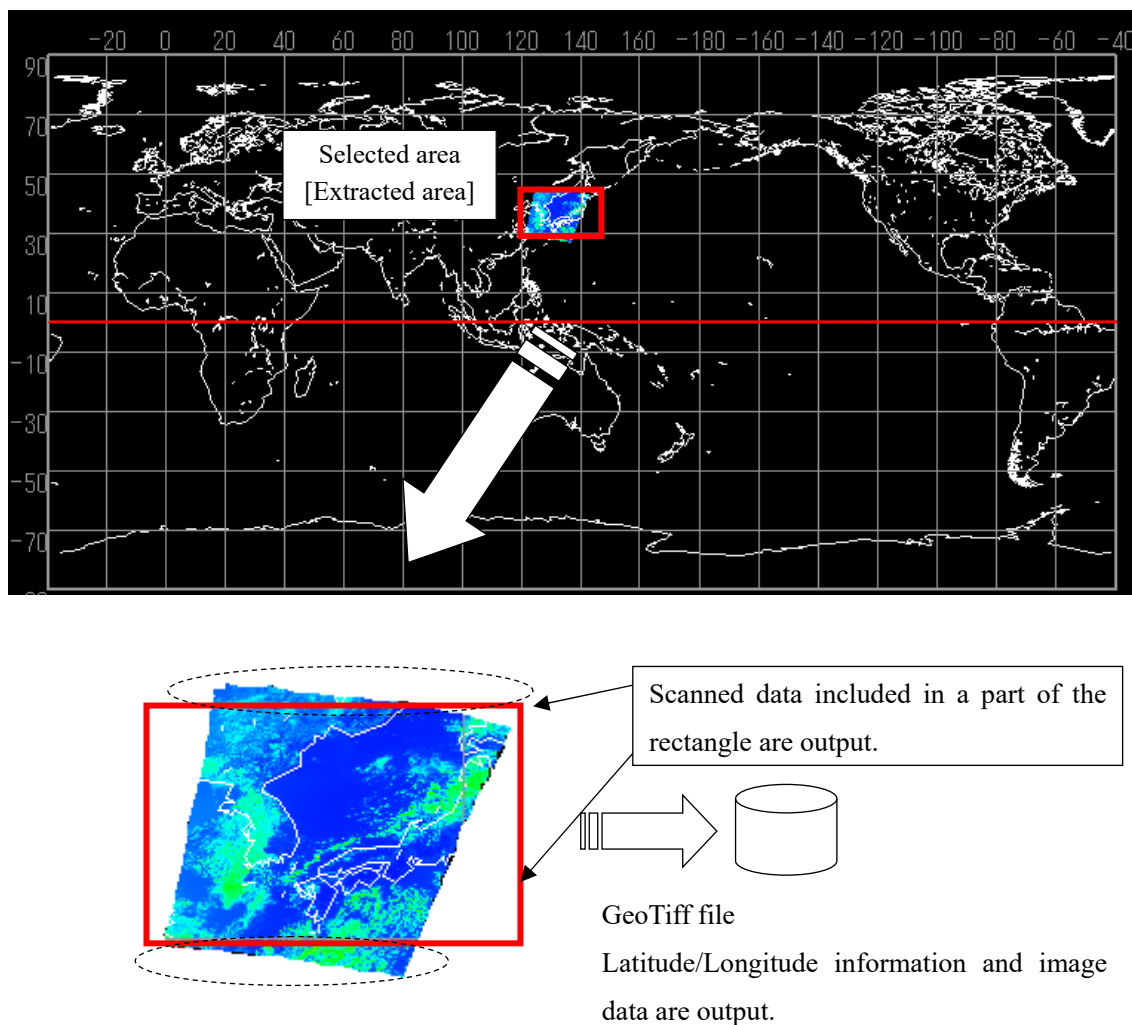 -20 0 20 40 60 80 100 120 140 -180 -160 -140 -120 -100 -80 -60 -40
90
70
50
30
10
-10
-30
-50
-70
Selected area
[Extracted area]
Scanned data included in a part of the
rectangle are output.
GeoTiff file
Latitude/Longitude information and image
data are output.